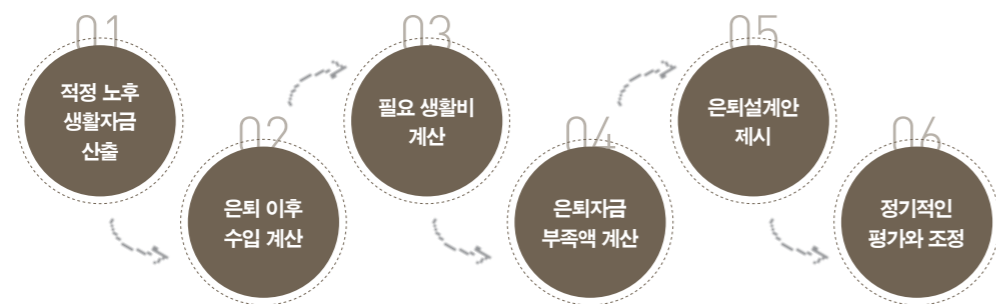 01
적정 노후
생활자금
산출
02
은퇴 이후
수입 계산
03
필요 생활비
계산
04
은퇴자금
부족액 계산
05
은퇴설계안
제시
06
정기적인
평가와 조정